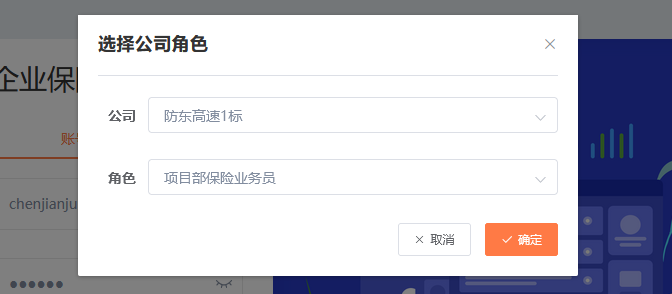 选择公司角色
企业保
账
公司
防东高速1标
chenjianju
角色
项目部保险业务员
取消
确定